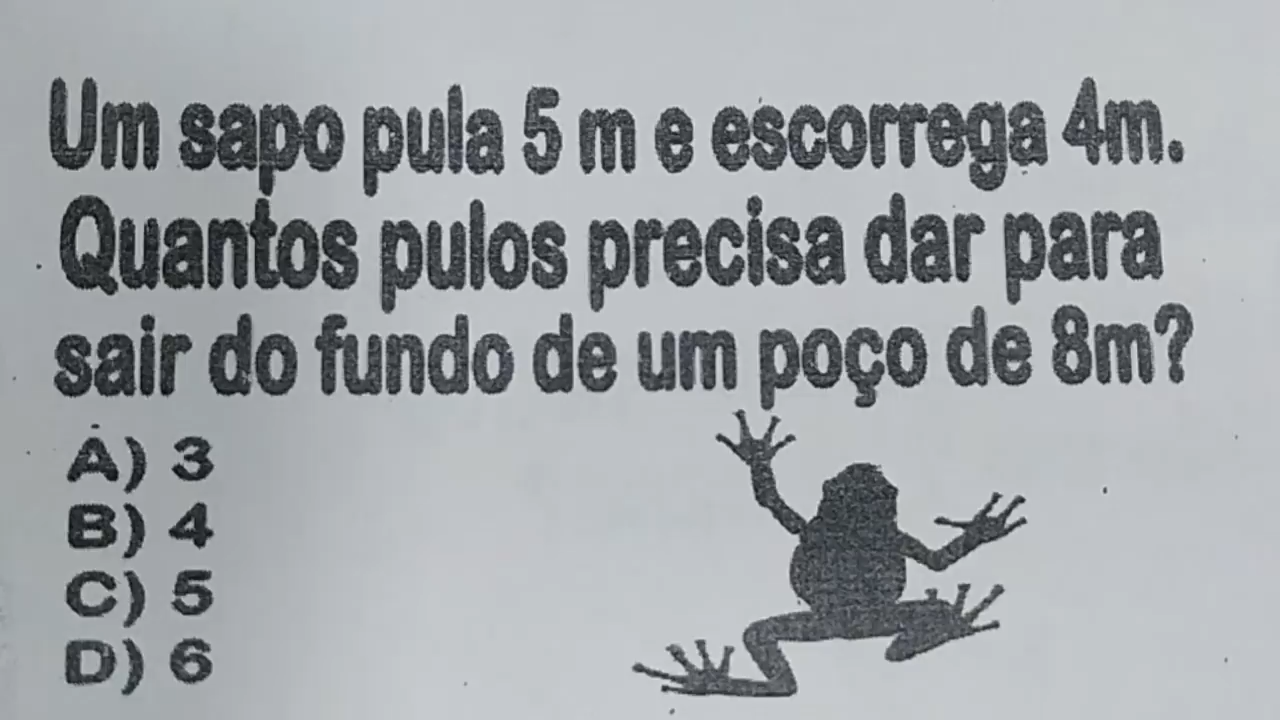 Um sapo pula 5 m e escorrega 4m.
Quantos pulos precisa dar para
sair do fundo de um poço de 8m?
A) 3
B) 4
C) 5
D) 6